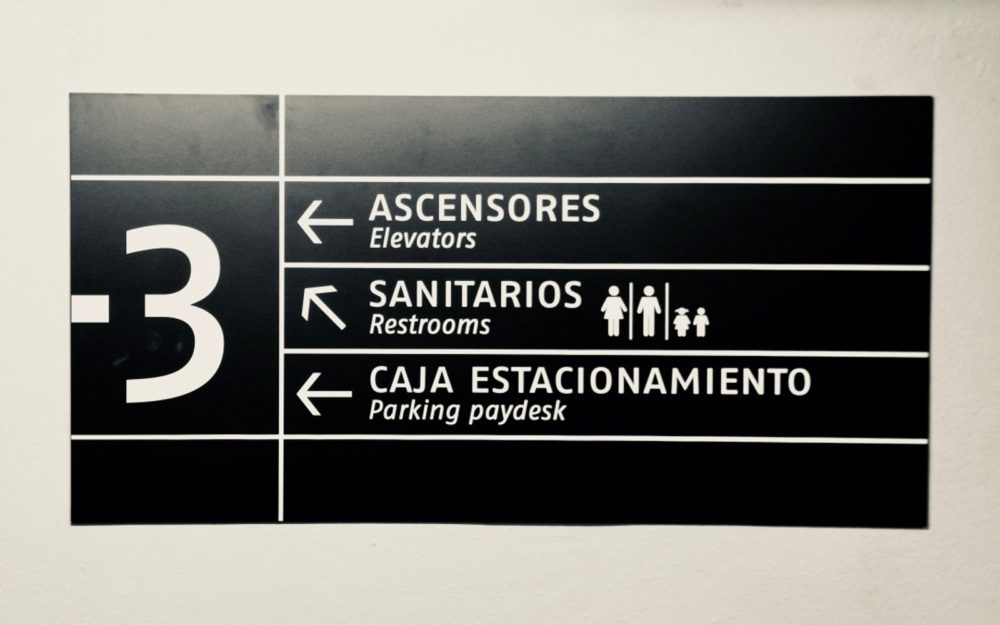 -3
ASCENSORES
Elevators
SANITARIOS
Restrooms
CAJA ESTACIONAMIENTO
Parking paydesk